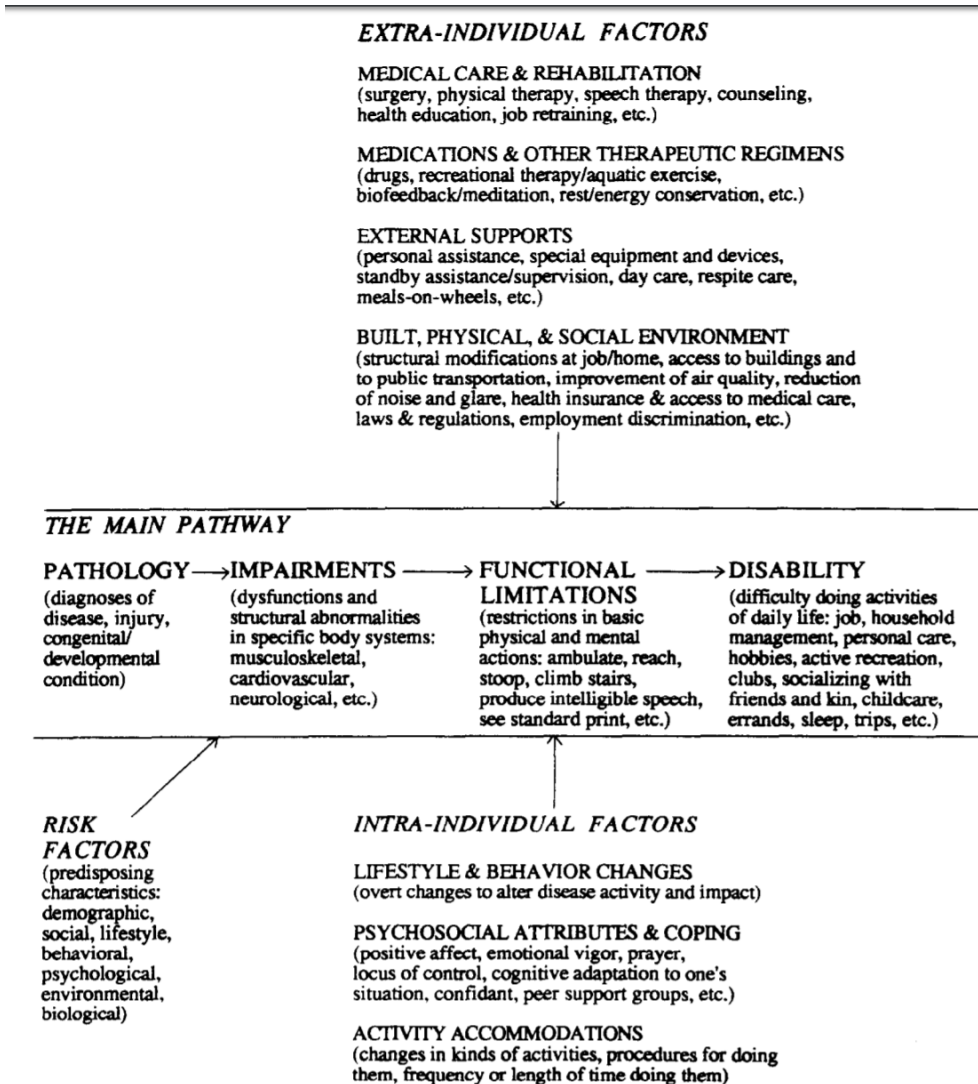 EXTRA-INDIVIDUAL FACTORS
MEDICAL CARE & REHABILITATION
(surgery, physical therapy, speech therapy, counseling,
health education, job retraining, etc.)
MEDICATIONS & OTHER THERAPEUTIC REGIMENS
(drugs, recreational therapy/aquatic exercise,
biofeedback/meditation, rest/energy conservation, etc.)
EXTERNAL SUPPORTS
(personal assistance, special equipment and devices,
standby assistance/supervision, day care, respite care,
meals-on-wheels, etc.)
BUILT, PHYSICAL, & SOCIAL ENVIRONMENT
(structural modifications at job/home, access to buildings and
to public transportation, improvement of air quality, reduction
of noise and glare, health insurance & access to medical care,
laws & regulations, employment discrimination, etc.)
THE MAIN PATHWAY
PATHOLOGY
(diagnoses of
disease, injury,
congenital/
developmental
condition)
IMPAIRMENTS
(dysfunctions and
structural abnormalities
in specific body systems:
musculoskeletal,
cardiovascular,
neurological, etc.)
FUNCTIONAL
LIMITATIONS
(restrictions in basic
physical and mental
actions: ambulate, reach,
stoop, climb stairs,
produce intelligible speech,
see standard print, etc.)
DISABILITY
(difficulty doing activities
of daily life: job, household
management, personal care,
hobbies, active recreation,
clubs, socializing with
friends and kin, childcare,
errands, sleep, trips, etc.)
RISK
FACTORS
(predisposing
characteristics:
demographic,
social, lifestyle,
behavioral,
psychological,
environmental,
biological)
INTRA-INDIVIDUAL FACTORS
LIFESTYLE & BEHAVIOR CHANGES
(overt changes to alter disease activity and impact)
PSYCHOSOCIAL ATTRIBUTES & COPING
(positive affect, emotional vigor, prayer,
locus of control, cognitive adaptation to one's
situation, confidant, peer support groups, etc.)
ACTIVITY ACCOMMODATIONS
(changes in kinds of activities, procedures for doing
them, frequency or length of time doing them)